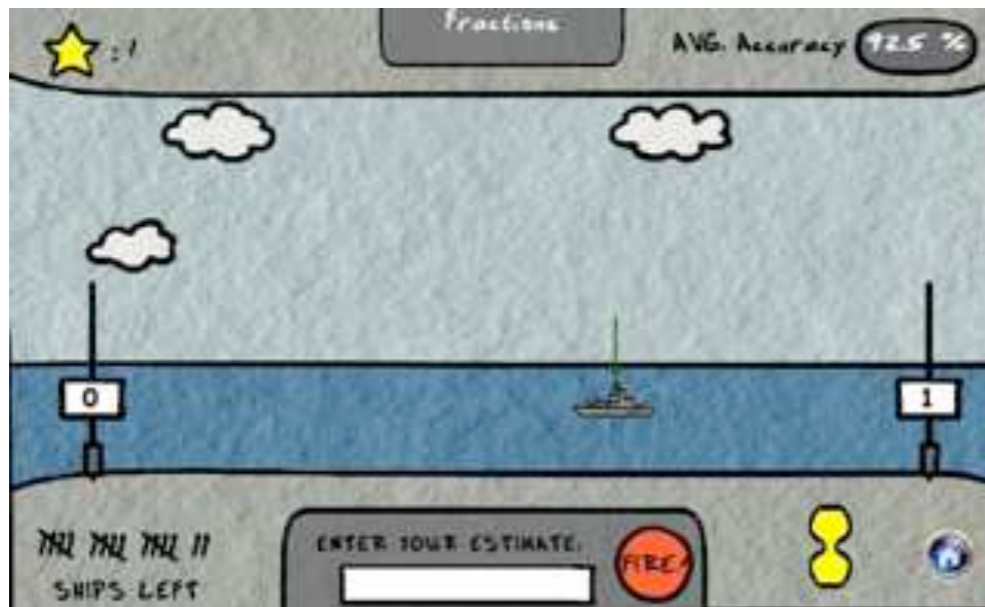 Fractions
: 1
AVG. Accuracy 92.5 %
0
1
ENTER YOUR ESTIMATE:
FIRE!
SHIPS LEFT